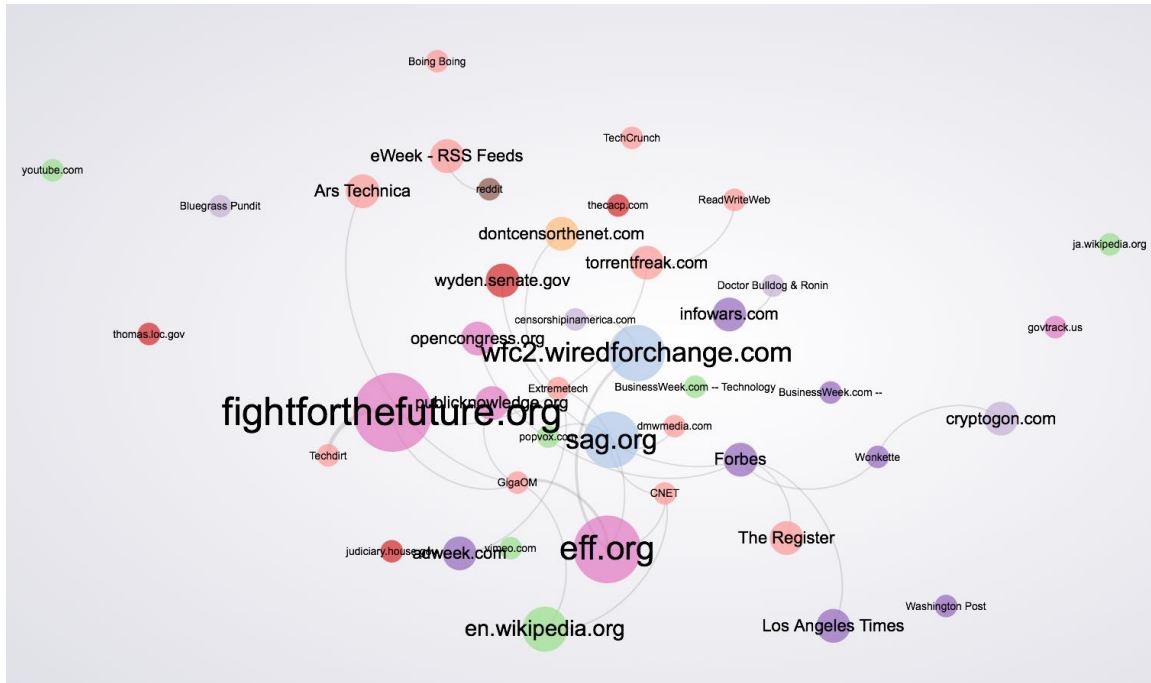 Boing Boing
TechCrunch
eWeek - RSS Feeds
youtube.com
Ars Technica
reddit
Bluegrass Pundit
thecacp.com
ReadWriteWeb
dontcensorthenet.com
ja.wikipedia.org
torrentfreak.com
wyden.senate.gov
Doctor Bulldog & Ronin
infowars.com
censorshipinamerica.com
govtrack.us
thomas.loc.gov
opencongress.org
wfc2.wiredforchange.com
Extremetech
BusinessWeek.com -- Technology
BusinessWeek.com --
publicknowledge.org
fightforthefuture.org
cryptogon.com
dmwmedia.com
popvox.com
sag.org
Techdirt
Forbes
Wonkette
GigaOM
CNET
The Register
judiciary.house.gov
adweek.com
vimeo.com
eff.org
Washington Post
en.wikipedia.org
Los Angeles Times